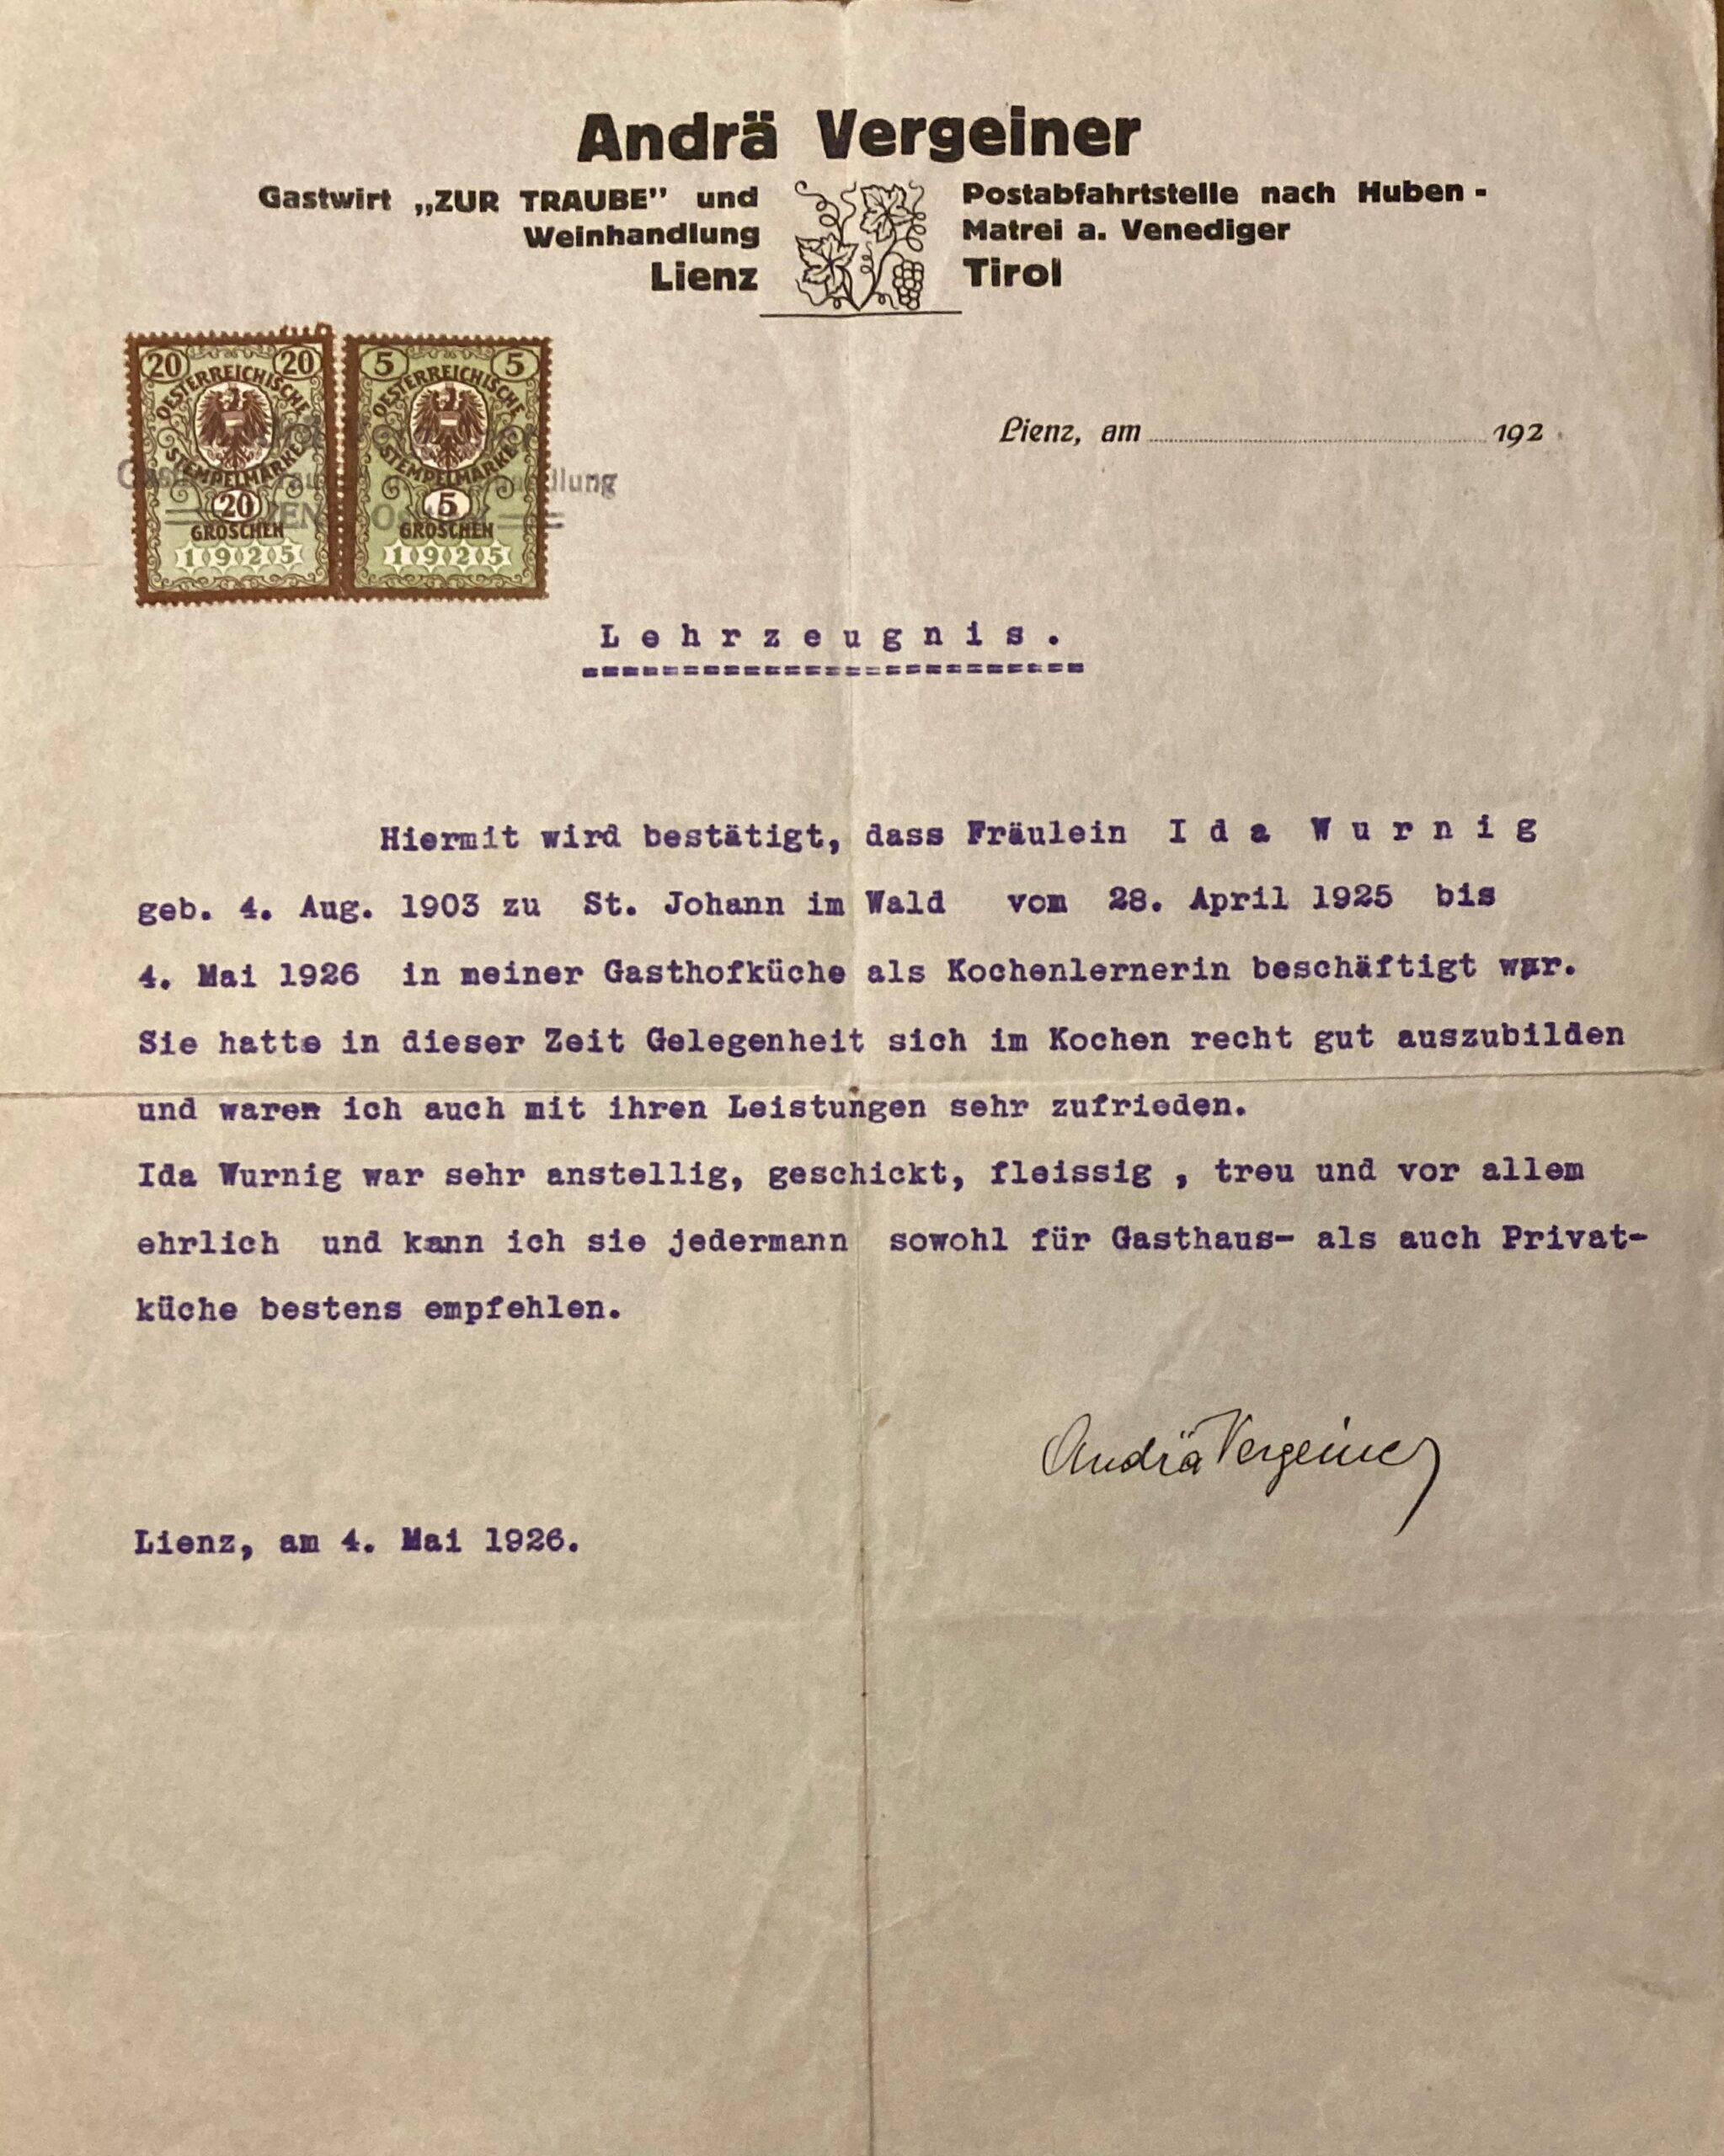 Andrä Vergeiner
Gastwirt „ZUR TRAUBE” und
Weinhandlung
Lienz
Postabfahrtstelle nach Huben -
Matrei a. Venediger
Tirol
20 20
OESTERREICHISCHE
STEMPELMARKE
20
GROSCHEN
1925
5 5
OESTERREICHISCHE
STEMPELMARKE
5
GROSCHEN
1925
Lienz, am 192
Lehrzeugnis.
Hiermit wird bestätigt, dass Fräulein Ida Wurnig
geb. 4. Aug. 1903 zu St. Johann im Wald vom 28. April 1925 bis
4. Mai 1926 in meiner Gasthofküche als Kochenlernerin beschäftigt war.
Sie hatte in dieser Zeit Gelegenheit sich im Kochen recht gut auszubilden
und waren ich auch mit ihren Leistungen sehr zufrieden.
Ida Wurnig war sehr anstellig, geschickt, fleissig , treu und vor allem
ehrlich und kann ich sie jedermann sowohl für Gasthaus- als auch Privat-
küche bestens empfehlen.
Andrä Vergeiner
Lienz, am 4. Mai 1926.